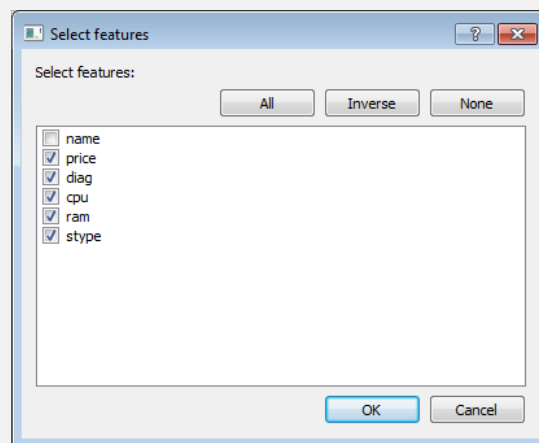 Select features
Select features:
All Inverse None
name
price
diag
cpu
ram
stype
OK Cancel